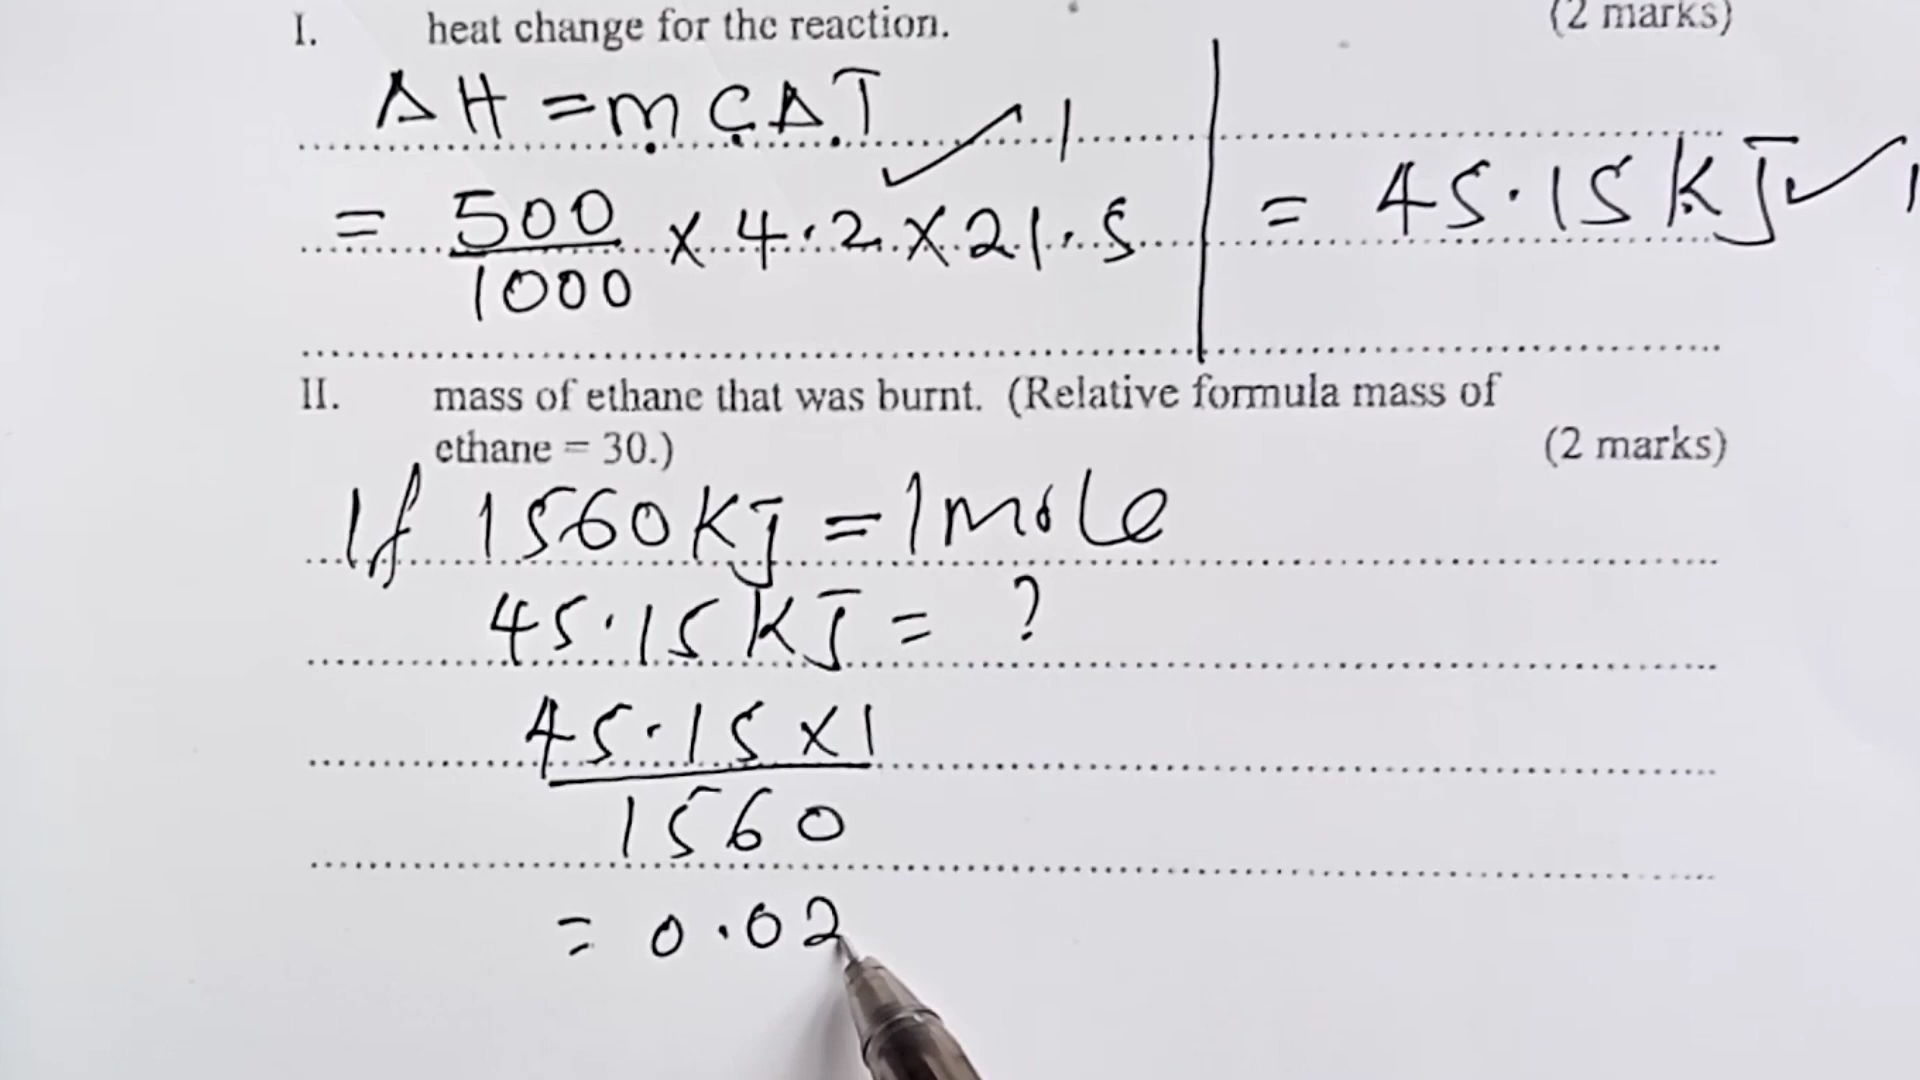 I. heat change for the reaction. (2 marks)
ΔH = mCΔT ✓ 1
= 500/1000 × 4.2 × 21.5
= 45.15 kJ ✓ 1
II. mass of ethane that was burnt. (Relative formula mass of
ethane = 30.) (2 marks)
If 1560 kJ = 1 mole
45.15 kJ = ?
45.15 × 1
1560
= 0.02